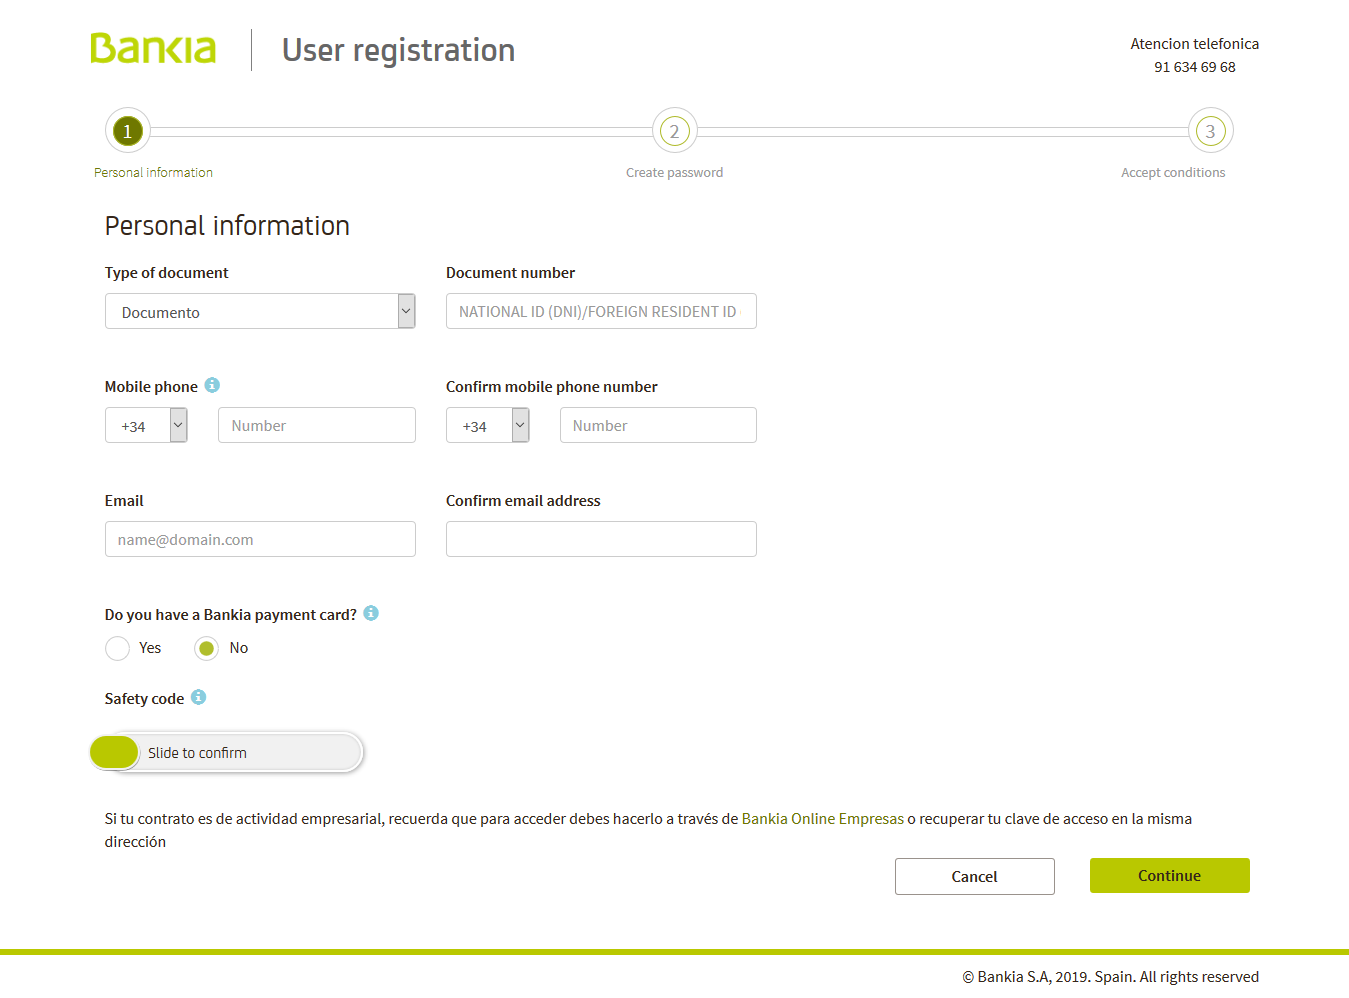 Bankia
User registration
Atencion telefonica
91 634 69 68
1
2
3
Personal information
Create password
Accept conditions
Personal information
Type of document
Document number
Documento
NATIONAL ID (DNI)/FOREIGN RESIDENT ID
Mobile phone
Confirm mobile phone number
+34
Number
+34
Number
Email
Confirm email address
name@domain.com
Do you have a Bankia payment card?
Yes
No
Safety code
Slide to confirm
Si tu contrato es de actividad empresarial, recuerda que para acceder debes hacerlo a través de Bankia Online Empresas o recuperar tu clave de acceso en la misma
dirección
Cancel
Continue
© Bankia S.A, 2019. Spain. All rights reserved